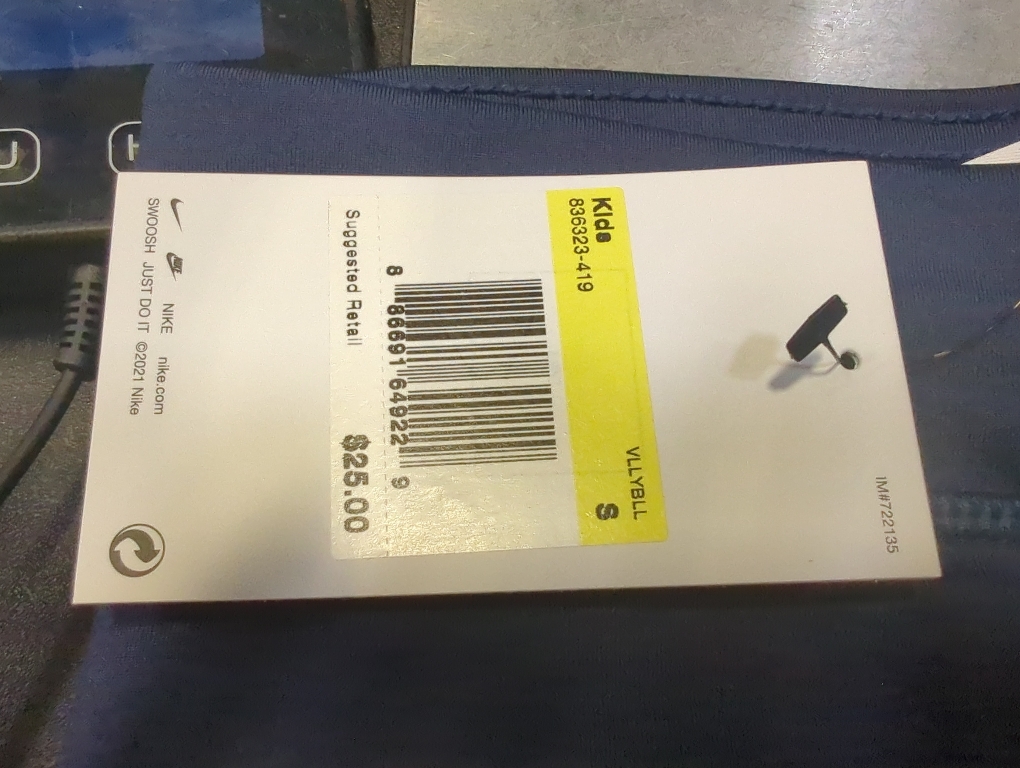 Kids
836323-419
VLLYBLL
S
8 86691 64922 9
Suggested Retail
$25.00
NIKE nike.com
SWOOSH JUST DO IT ©2021 Nike
IM#722135